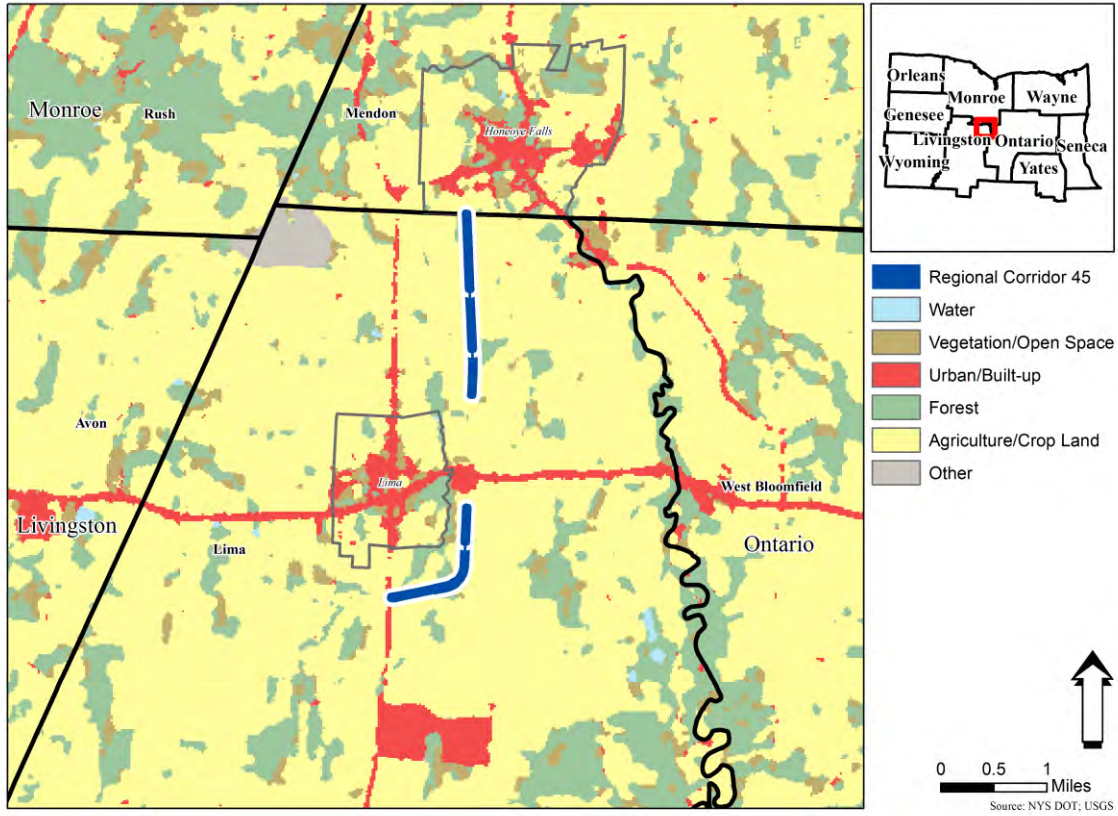 Monroe
Rush
Mendon
Honeoye Falls
Avon
Lima
West Bloomfield
Livingston
Lima
Ontario
Orleans
Monroe
Wayne
Genesee
Livingston
Ontario
Seneca
Wyoming
Yates
Regional Corridor 45
Water
Vegetation/Open Space
Urban/Built-up
Forest
Agriculture/Crop Land
Other
0 0.5 1
Miles
Source: NYS DOT; USGS